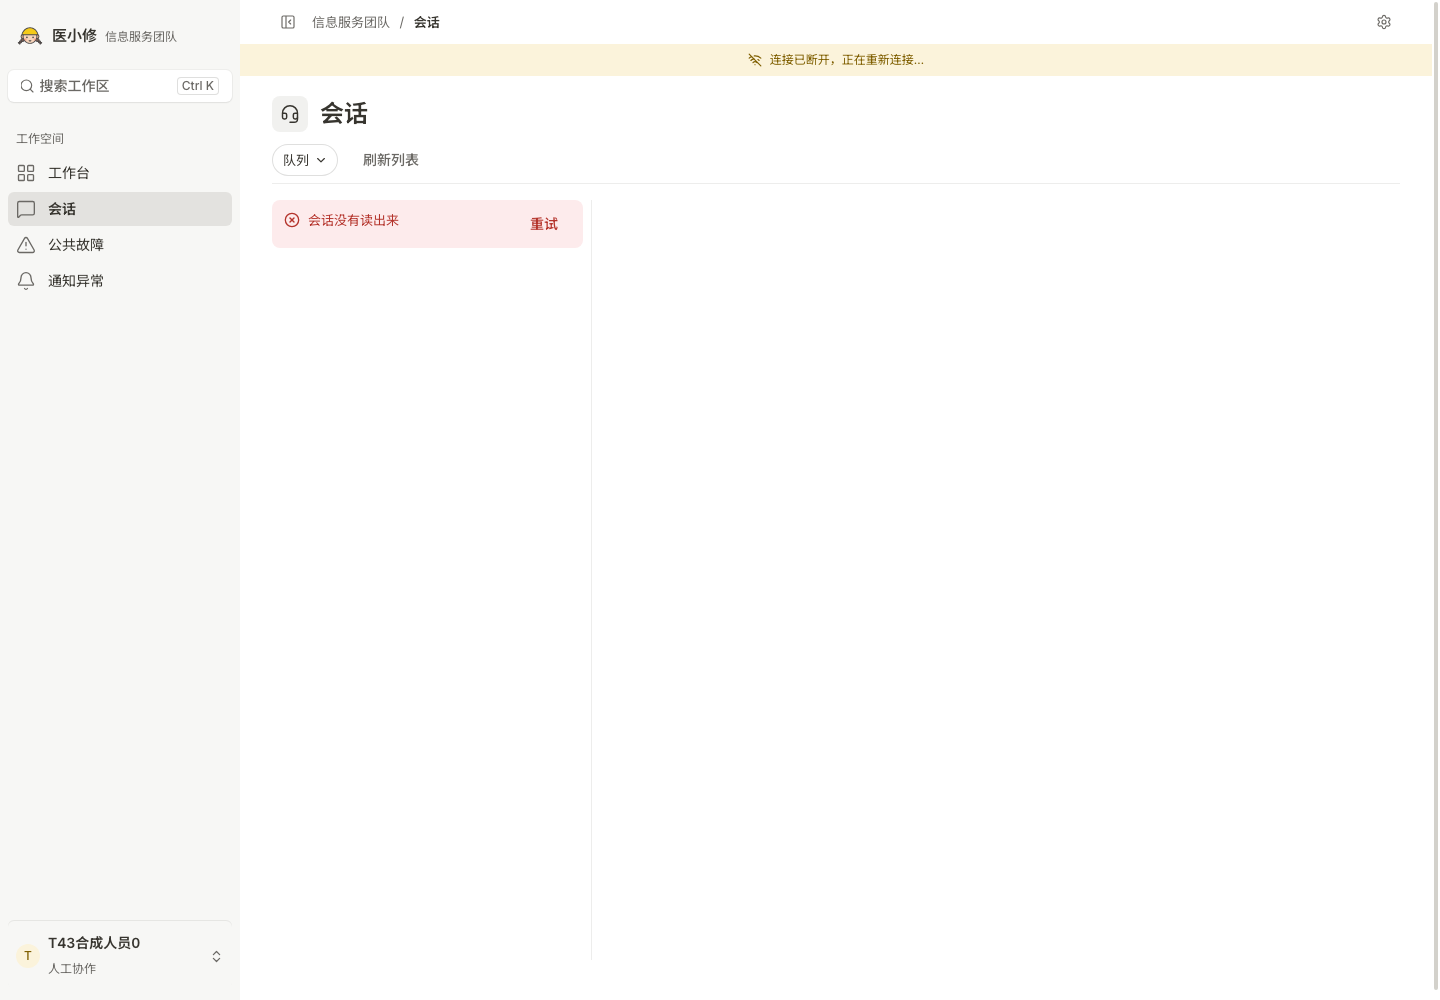 医小修 信息服务团队
搜索工作区 Ctrl K
工作空间
工作台
会话
公共故障
通知异常
T
T43合成人员0
人工协作
信息服务团队 / 会话
连接已断开，正在重新连接...
会话
队列 刷新列表
会话没有读出来 重试